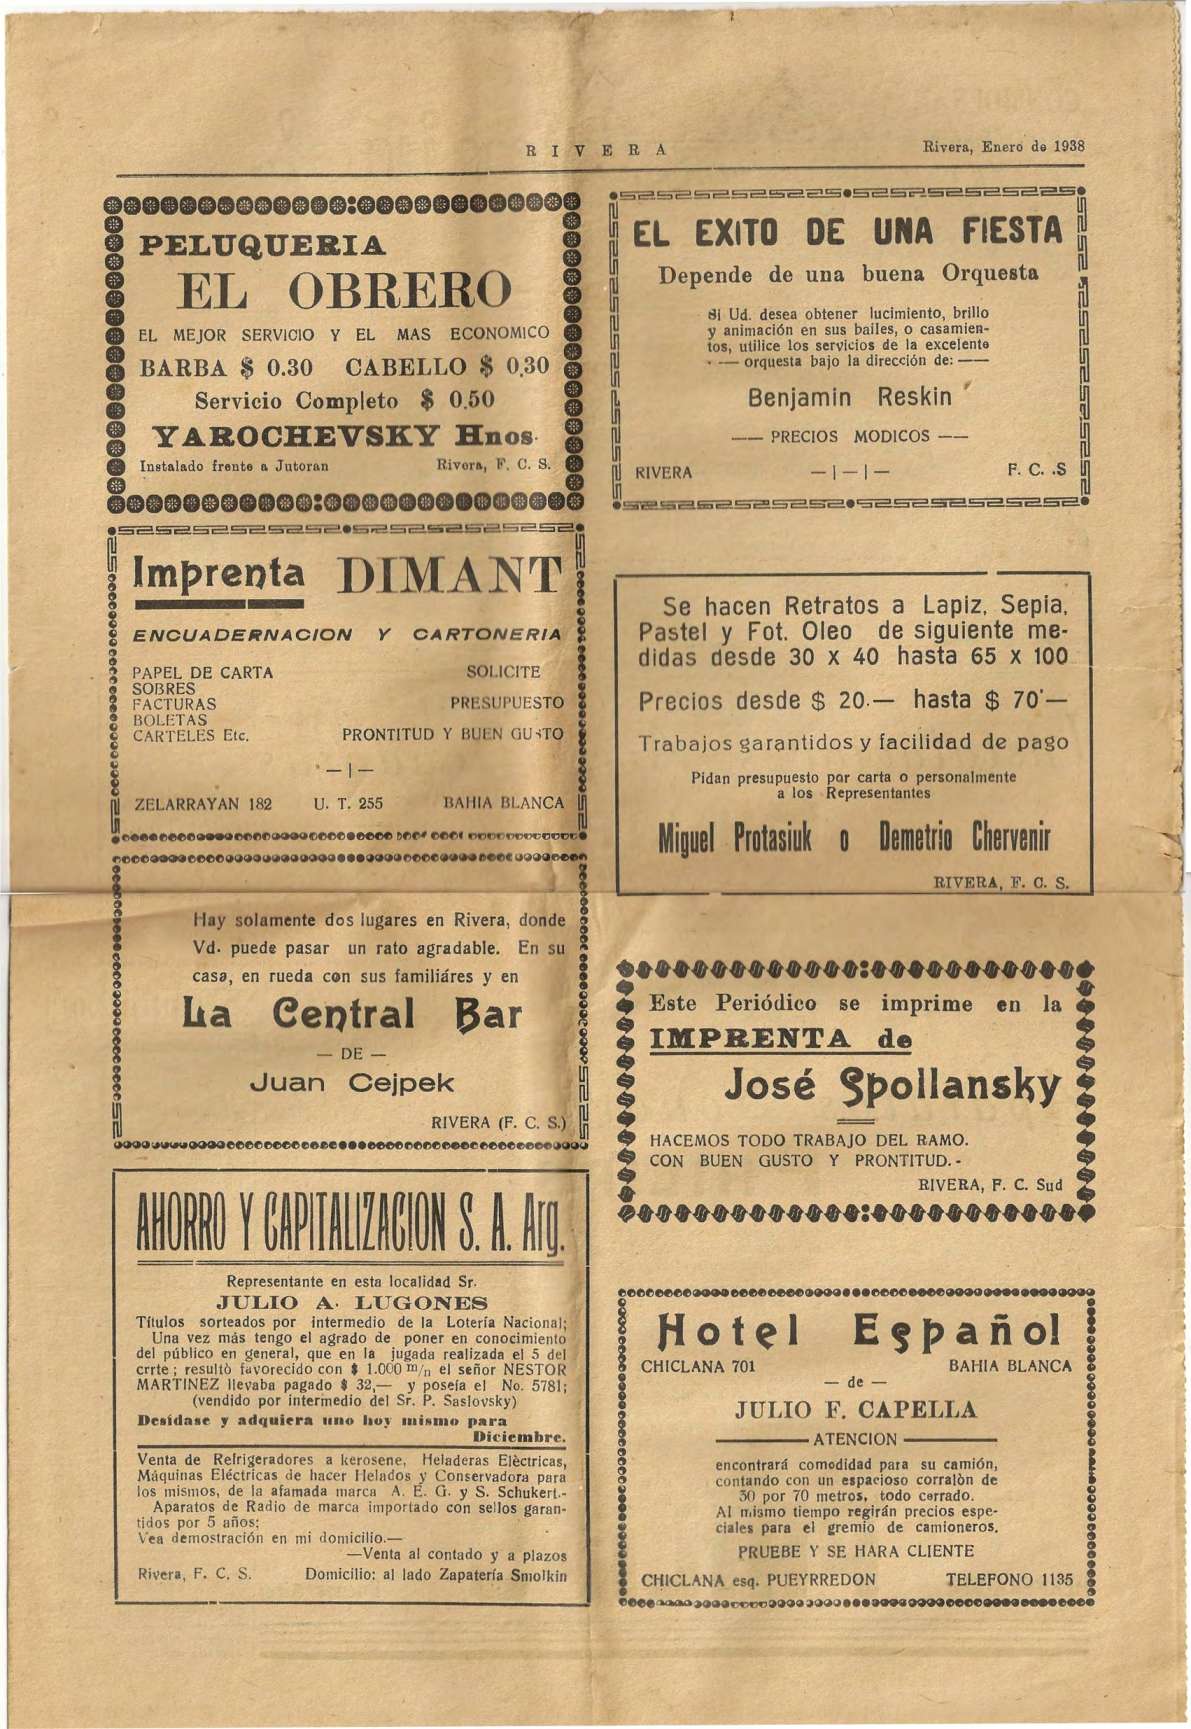 RIVERA
Rivera, Enero de 1938
PELUQUERIA
EL OBRERO
EL MEJOR SERVICIO Y EL MAS ECONOMICO
BARBA $ 0.30 CABELLO $ 0,30
Servicio Completo $ 0,50
YAROCHEVSKY Hnos.
Instalado frente a Jutoran Rivera, F. C. S.
Imprenta DIMANT
ENCUADERNACION Y CARTONERIA
PAPEL DE CARTA SOLICITE
SOBRES
FACTURAS PRESUPUESTO
BOLETAS
CARTELES Etc. PRONTITUD Y BUEN GUSTO
—|—
ZELARRAYAN 182 U. T. 255 BAHIA BLANCA
Hay solamente dos lugares en Rivera, donde
Vd. puede pasar un rato agradable. En su
casa, en rueda con sus familiáres y en
La Central Bar
— DE —
Juan Cejpek
RIVERA (F. C. S.)
AHORRO Y CAPITALIZACION S. A. Arg.
Representante en esta localidad Sr.
JULIO A. LUGONES
Títulos sorteados por intermedio de la Lotería Nacional;
Una vez más tengo el agrado de poner en conocimiento
del público en general, que en la jugada realizada el 5 del
crrte; resultò favorecido con $ 1.000 m/n el señor NESTOR
MARTINEZ llevaba pagado $ 32,— y poseía el No. 5781;
(vendido por intermedio del Sr. P. Saslovsky)
Desídase y adquiera uno hoy mismo para
Diciembre.
Venta de Refrigeradores a kerosene, Heladeras Elèctricas,
Máquinas Eléctricas de hacer Helados y Conservadora para
los mismos, de la afamada marca A. E. G. y S. Schukert.-
Aparatos de Radio de marca importado con sellos garan-
tidos por 5 años;
Vea demostración en mi domicilio.—
—Venta al contado y a plazos
Rivera, F. C. S. Domicilio: al lado Zapatería Smolkin
EL EXITO DE UNA FIESTA
Depende de una buena Orquesta
Si Ud. desea obtener lucimiento, brillo
y animación en sus bailes, o casamien-
tos, utilice los servicios de la excelente
— orquesta bajo la dirección de: —
Benjamin Reskin
— PRECIOS MODICOS —
RIVERA —|—|— F. C. .S
Se hacen Retratos a Lapiz, Sepia,
Pastel y Fot. Oleo de siguiente me-
didas desde 30 x 40 hasta 65 x 100
Precios desde $ 20.— hasta $ 70'—
Trabajos garantidos y facilidad de pago
Pidan presupuesto por carta o personalmente
a los Representantes
Miguel Protasiuk o Demetrio Chervenir
RIVERA, F. C. S.
Este Periódico se imprime en la
IMPRENTA de
José Spollansky
HACEMOS TODO TRABAJO DEL RAMO.
CON BUEN GUSTO Y PRONTITUD.-
RIVERA, F. C. Sud
Hotel Español
CHICLANA 701 BAHIA BLANCA
— de —
JULIO F. CAPELLA
ATENCION
encontrará comodidad para su camión,
contando con un espacioso corralòn de
30 por 70 metros, todo cerrado.
Al mismo tiempo regirán precios espe-
ciales para el gremio de camioneros.
PRUEBE Y SE HARA CLIENTE
CHICLANA esq. PUEYRREDON TELEFONO 1135